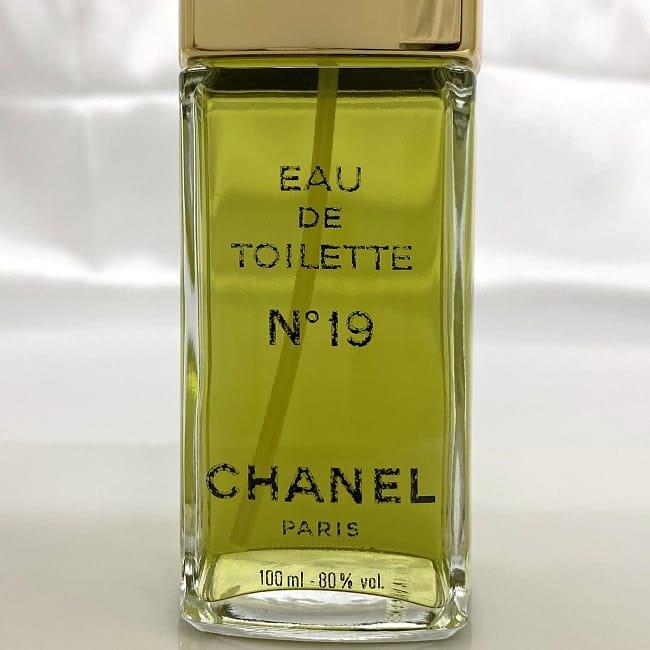 EAU
DE
TOILETTE
N°19
CHANEL
PARIS
100 ml - 80% vol.